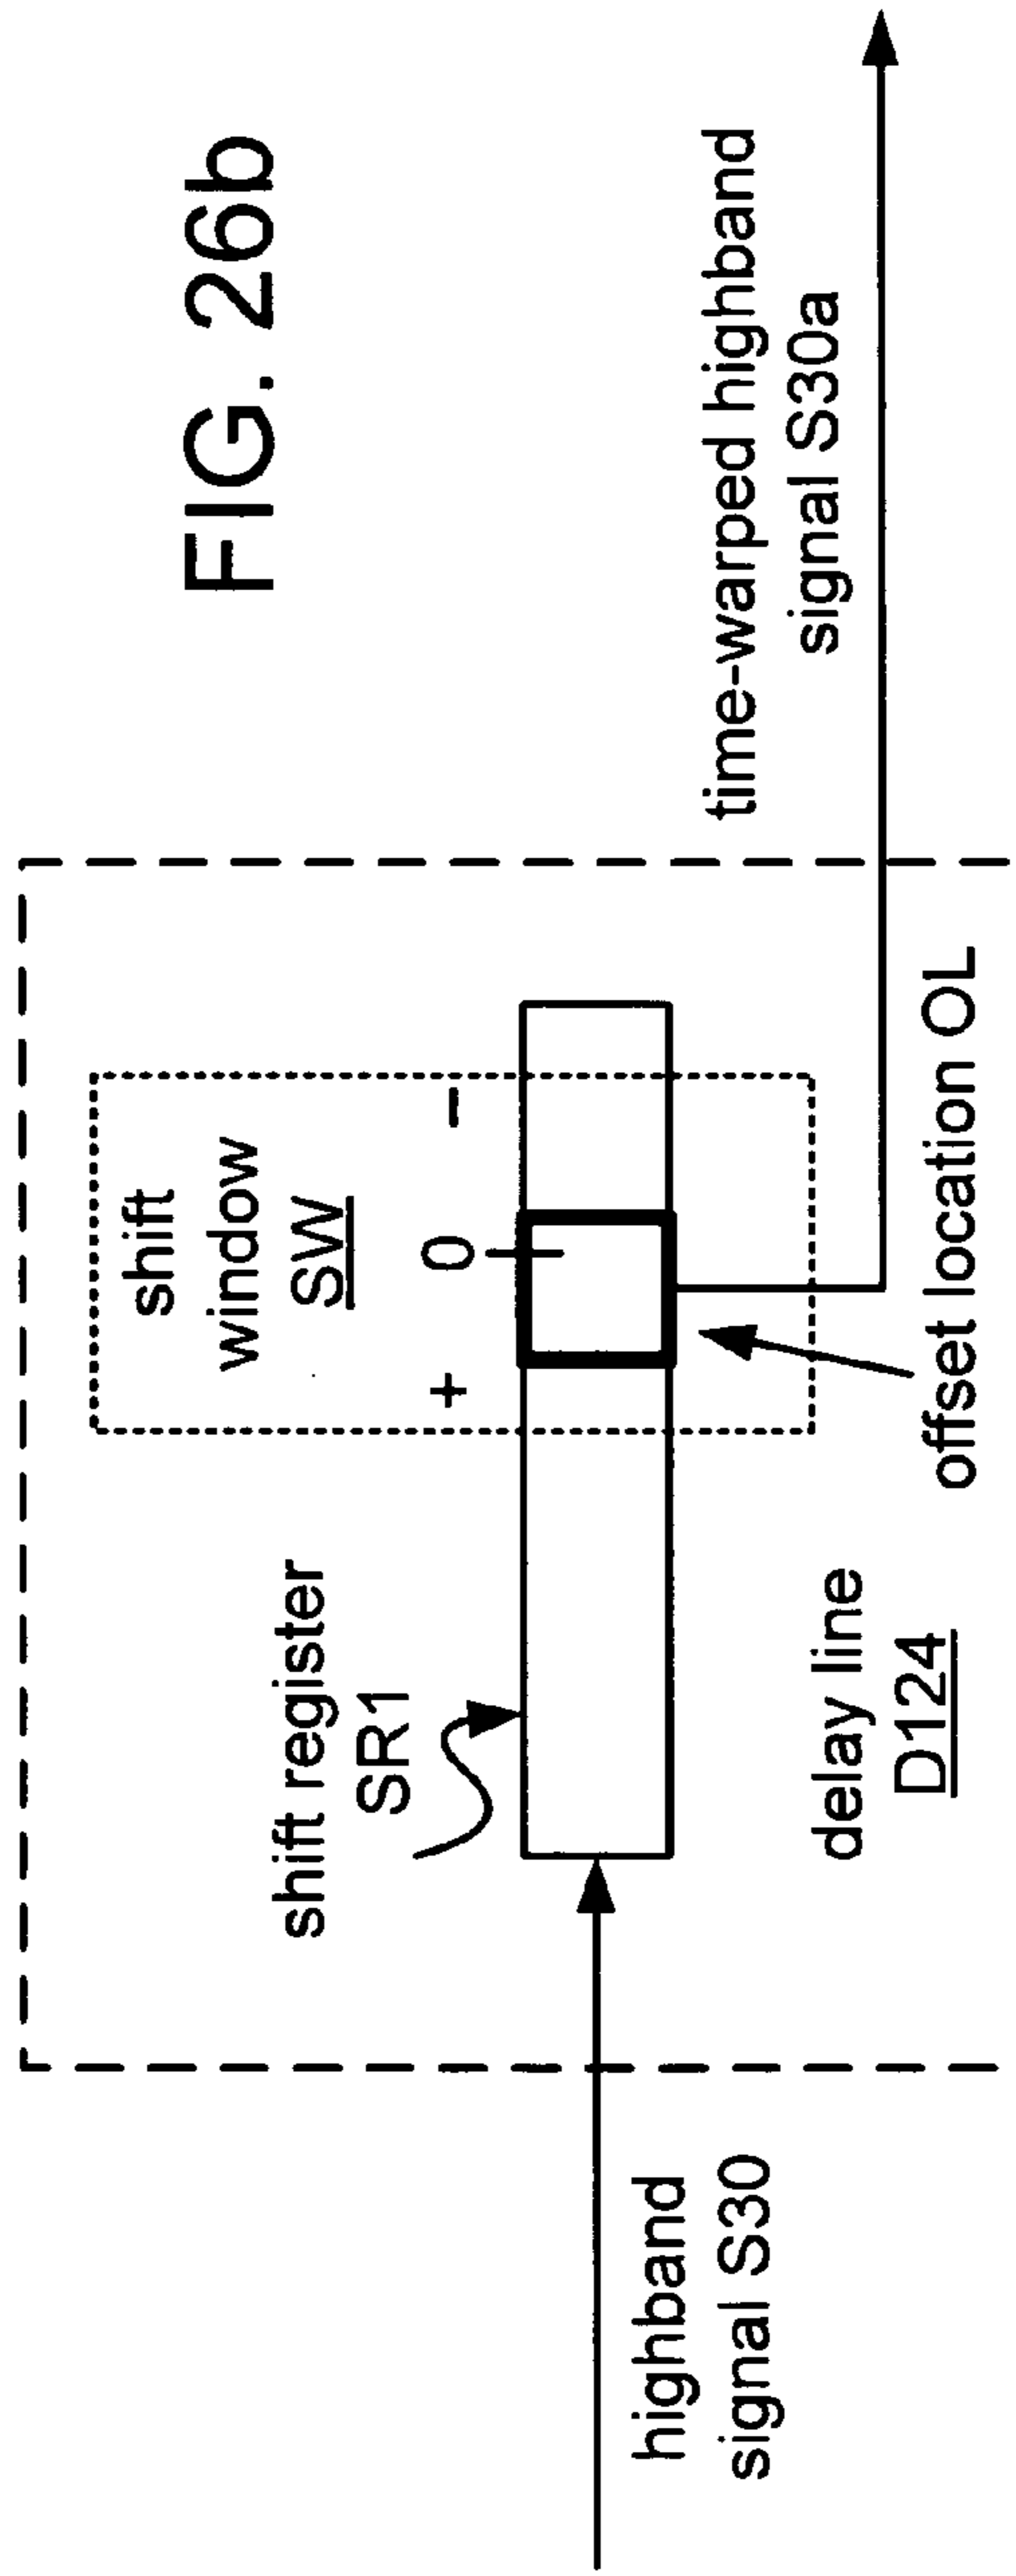 FIG. 26b
shift
window
SW
+ 0 −
shift register
SR1
highband
signal S30
delay line
D124
offset location OL
time-warped highband
signal S30a